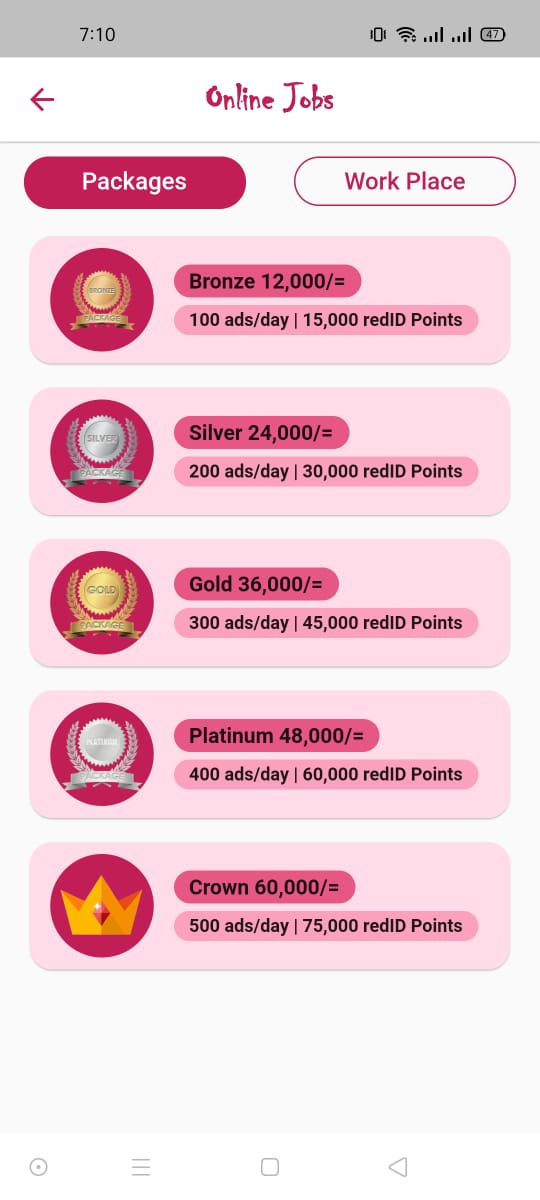 7:10
47
Online Jobs
Packages
Work Place
BRONZE
PACKAGE
Bronze 12,000/=
100 ads/day | 15,000 redID Points
SILVER
PACKAGE
Silver 24,000/=
200 ads/day | 30,000 redID Points
GOLD
PACKAGE
Gold 36,000/=
300 ads/day | 45,000 redID Points
PLATINUM
PACKAGE
Platinum 48,000/=
400 ads/day | 60,000 redID Points
Crown 60,000/=
500 ads/day | 75,000 redID Points